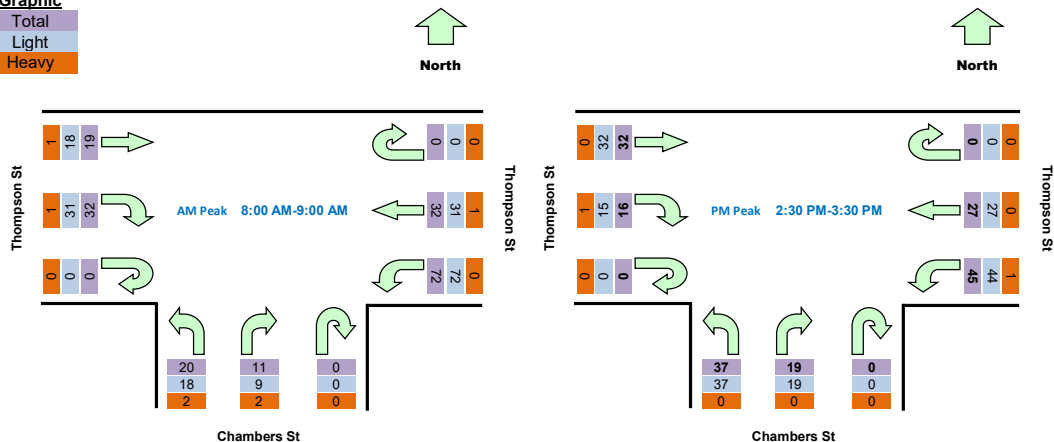 Graphic
Total
Light
Heavy
North
Thompson St
1 18 19
1 31 32
0 0 0
AM Peak 8:00 AM-9:00 AM
0 0 0
32 31 1
72 72 0
Thompson St
20 11 0
18 9 0
2 2 0
Chambers St
North
Thompson St
0 32 32
1 15 16
0 0 0
PM Peak 2:30 PM-3:30 PM
0 0 0
27 27 0
45 44 1
Thompson St
37 19 0
37 19 0
0 0 0
Chambers St